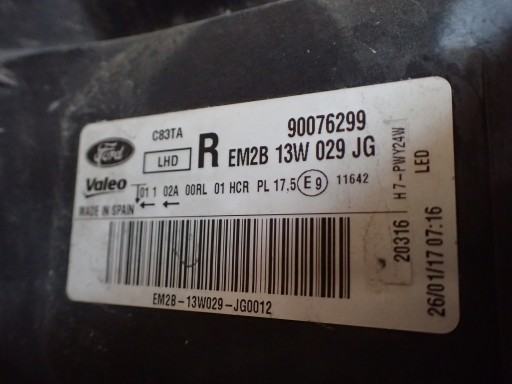 C83TA
90076299
Ford
LHD
R EM2B 13W 029 JG
Valeo
01 1 02A 00RL 01 HCR PL 17,5 E9 11642
MADE IN SPAIN
EM2B-13W029-JG0012
20316 H7-PWY24W
LED
26/01/17 07:16